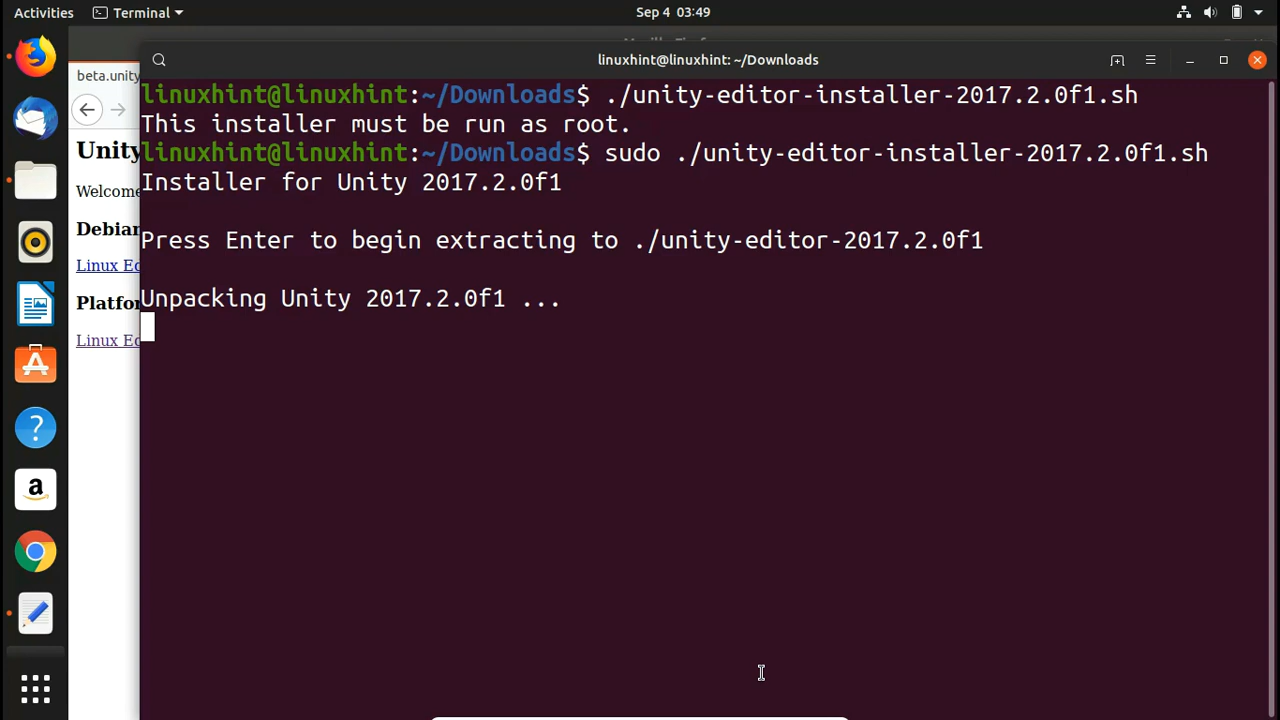 Activities Terminal Sep 4 03:49
linuxhint@linuxhint: ~/Downloads
beta.unity
linuxhint@linuxhint:~/Downloads$ ./unity-editor-installer-2017.2.0f1.sh
This installer must be run as root.
Unity
linuxhint@linuxhint:~/Downloads$ sudo ./unity-editor-installer-2017.2.0f1.sh
Installer for Unity 2017.2.0f1
Welcome
Debian
Press Enter to begin extracting to ./unity-editor-2017.2.0f1
Linux Ed
Platfor
Unpacking Unity 2017.2.0f1 ...
Linux Ed